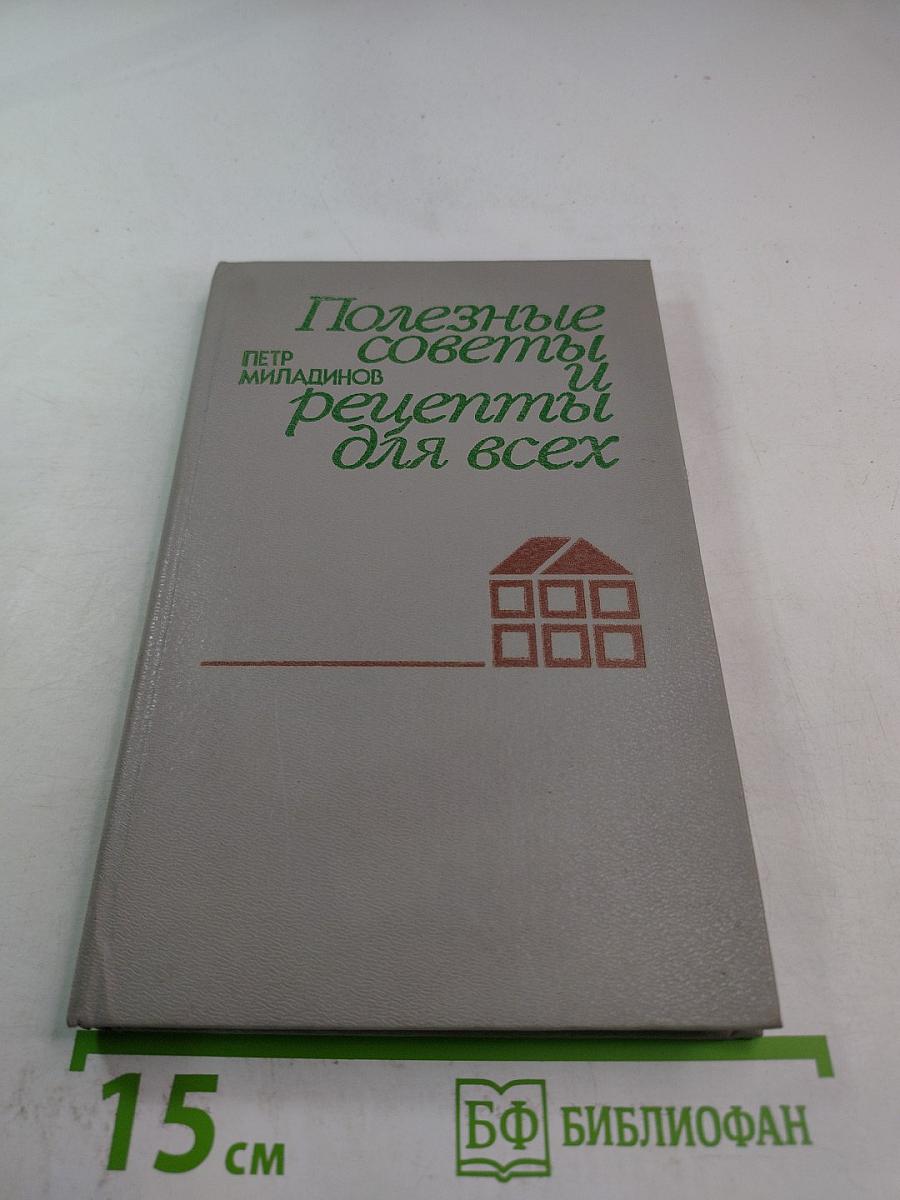 Полезные
советы
и
ПЕТР
МИЛАДИНОВ
рецепты
для всех
15 см
БФ БИБЛИОФАН